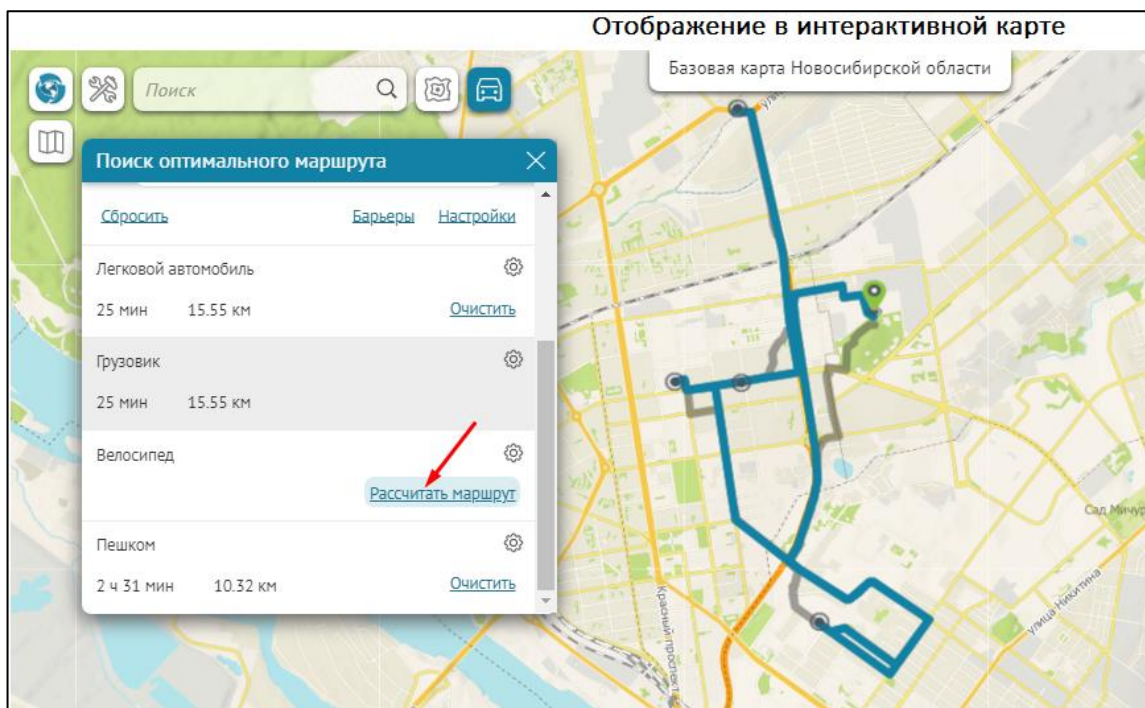 Отображение в интерактивной карте
Базовая карта Новосибирской области
Поиск
Поиск оптимального маршрута
Сбросить Барьеры Настройки
Легковой автомобиль
25 мин 15.55 км Очистить
Грузовик
25 мин 15.55 км
Велосипед
Рассчитать маршрут
Пешком
2 ч 31 мин 10.32 км Очистить
Сад Мичур
улица Никитина
Красный проспект